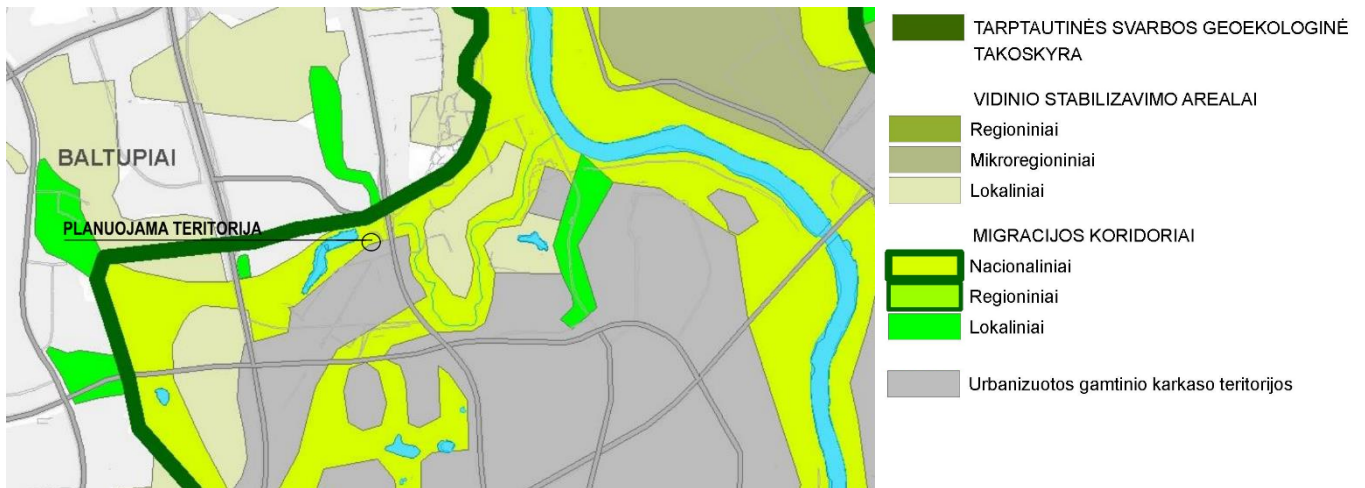 BALTUPIAI
PLANUOJAMA TERITORIJA
TARPTAUTINĖS SVARBOS GEOEKOLOGINĖ
TAKOSKYRA
VIDINIO STABILIZAVIMO AREALAI
Regioniniai
Mikroregioniniai
Lokaliniai
MIGRACIJOS KORIDORIAI
Nacionaliniai
Regioniniai
Lokaliniai
Urbanizuotos gamtinio karkaso teritorijos